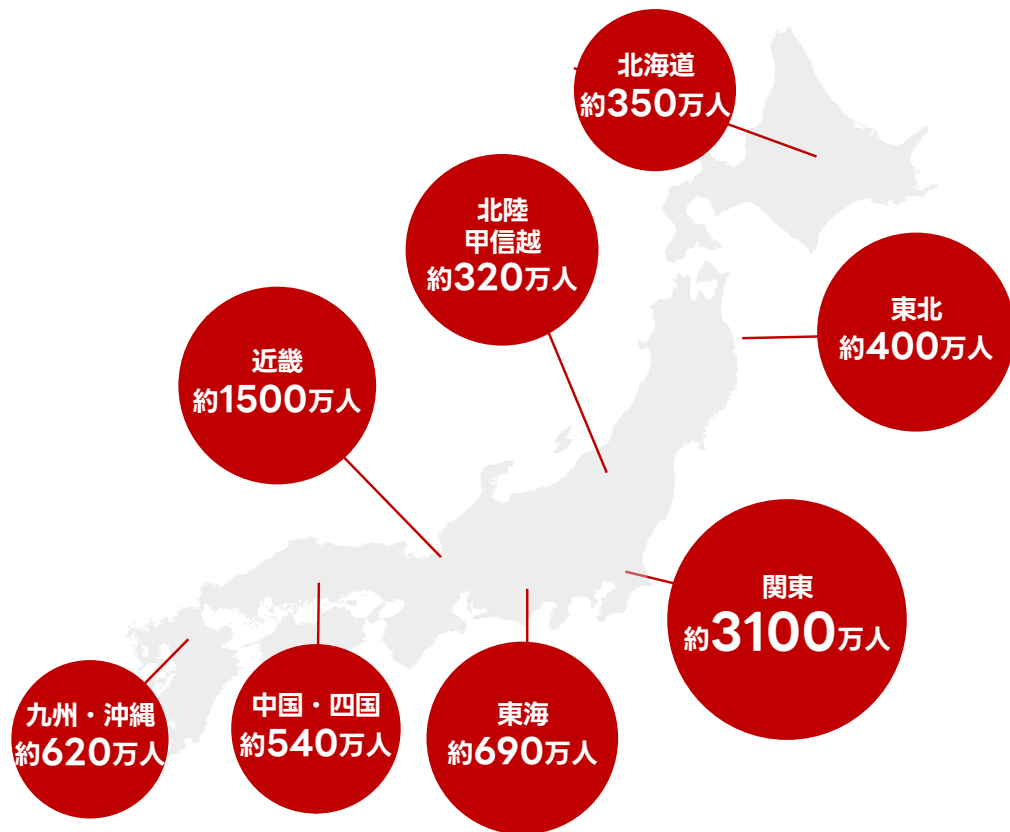 北海道
約350万人
北陸
甲信越
約320万人
東北
約400万人
近畿
約1500万人
関東
約3100万人
九州・沖縄
約620万人
中国・四国
約540万人
東海
約690万人